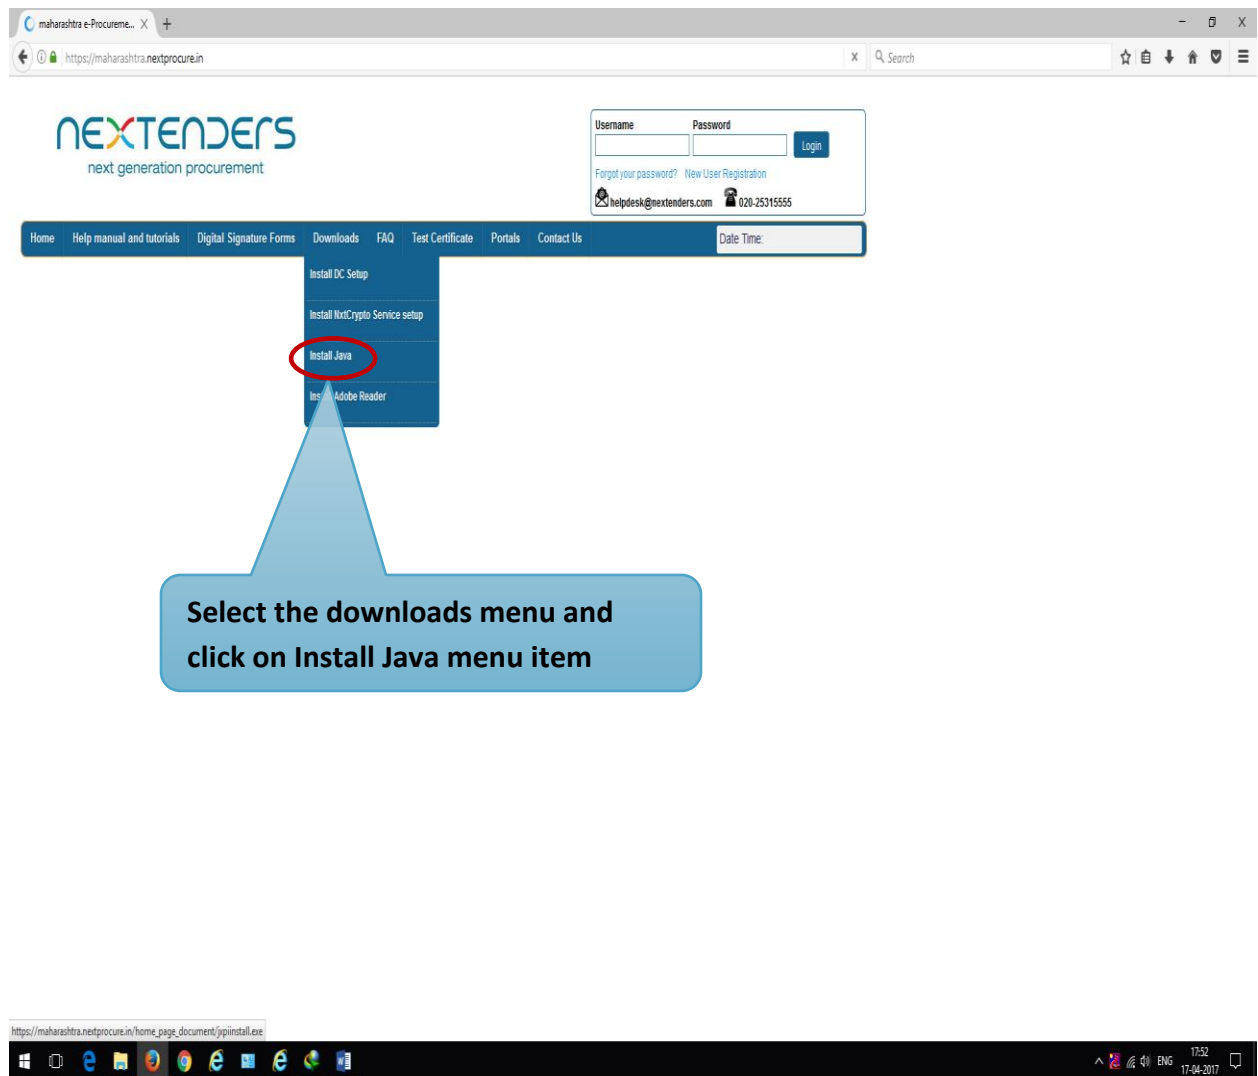 maharashtra e-Procureme...
https://maharashtra.nextprocure.in
Search
NEXTENDERS
next generation procurement
Username Password
Login
Forgot your password? New User Registration
helpdesk@nextenders.com 020-25315555
Home Help manual and tutorials Digital Signature Forms Downloads FAQ Test Certificate Portals Contact Us Date Time:
Install DC Setup
Install NxtCrypto Service setup
Install Java
Install Adobe Reader
Select the downloads menu and
click on Install Java menu item
https://maharashtra.nextprocure.in/home_page_document/jxpiinstall.exe
ENG 17:52
17-04-2017